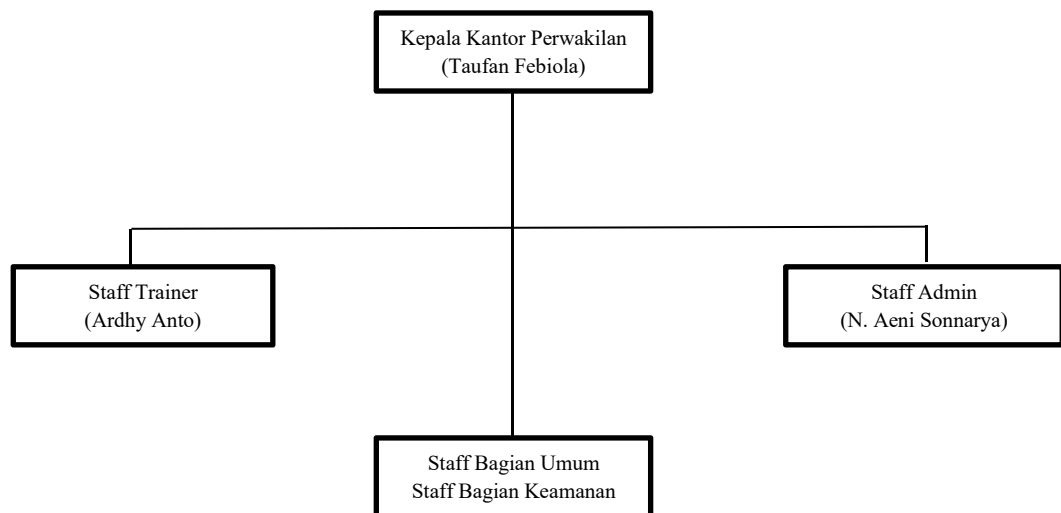 Kepala Kantor Perwakilan
(Taufan Febiola)
Staff Trainer
(Ardhy Anto)
Staff Admin
(N. Aeni Sonnarya)
Staff Bagian Umum
Staff Bagian Keamanan